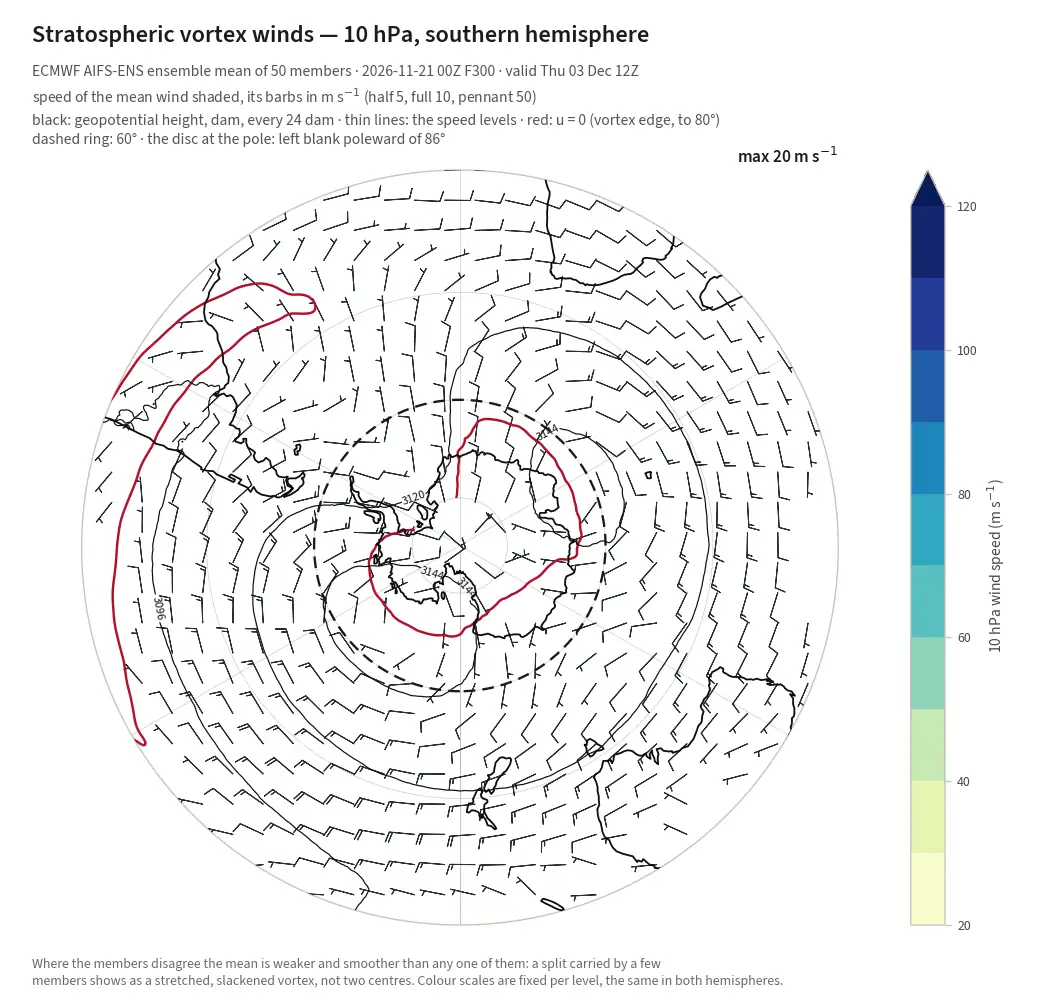 Stratospheric vortex winds — 10 hPa, southern hemisphere
ECMWF AIFS-ENS ensemble mean of 50 members · 2026-11-21 00Z F300 · valid Thu 03 Dec 12Z
speed of the mean wind shaded, its barbs in m s⁻¹ (half 5, full 10, pennant 50)
black: geopotential height, dam, every 24 dam · thin lines: the speed levels · red: u = 0 (vortex edge, to 80°)
dashed ring: 60° · the disc at the pole: left blank poleward of 86°
max 20 m s⁻¹
120
100
80
60
40
20
10 hPa wind speed (m s⁻¹)
3144
3120
3144
3144
3096
Where the members disagree the mean is weaker and smoother than any one of them: a split carried by a few
members shows as a stretched, slackened vortex, not two centres. Colour scales are fixed per level, the same in both hemispheres.